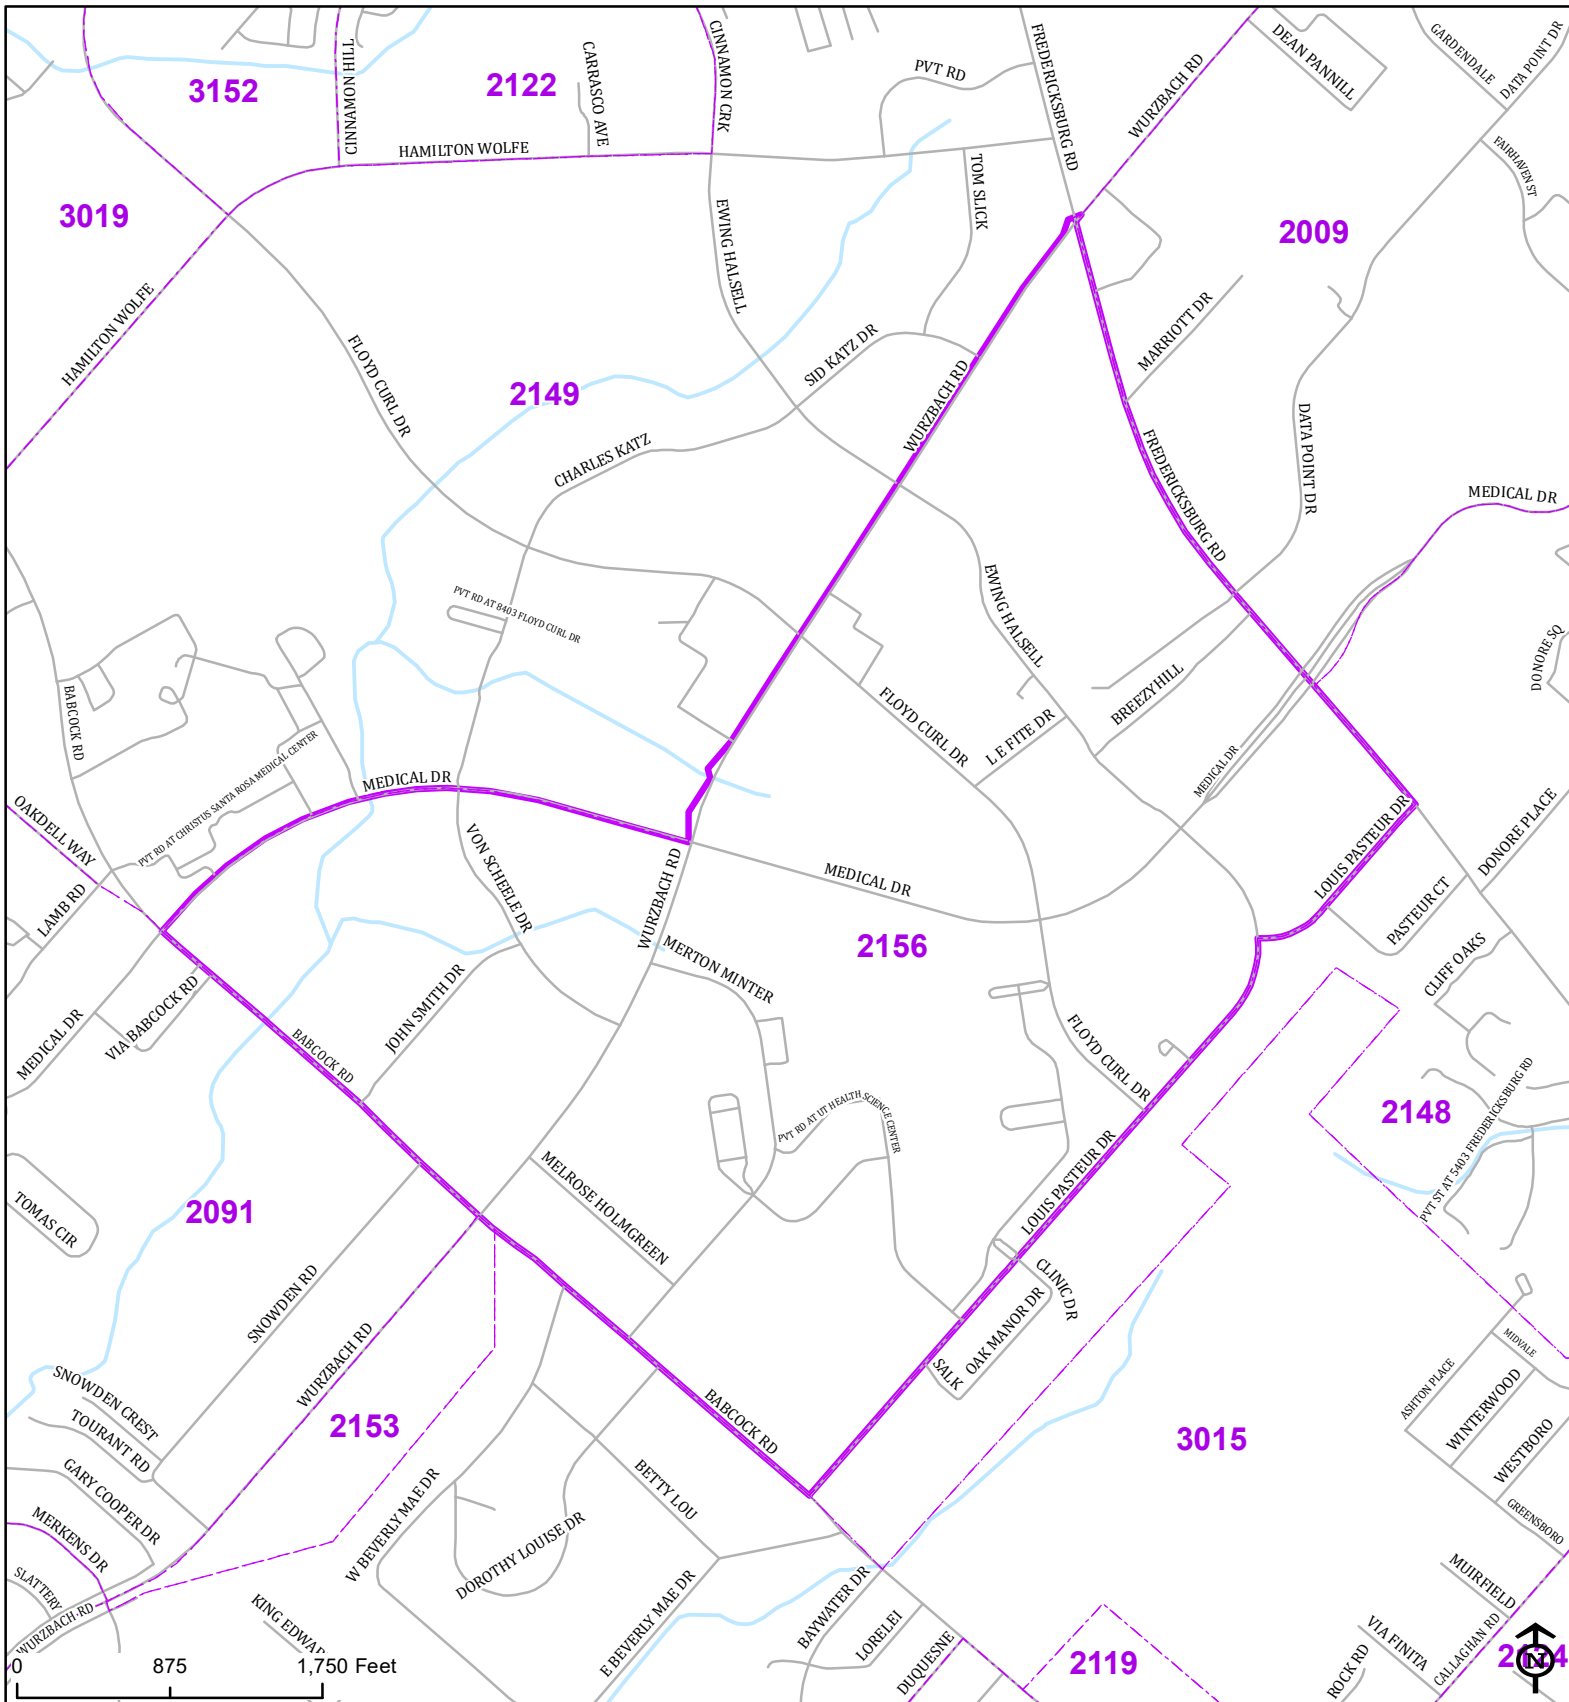 3152
2122
CINNAMON HILL
CARRASCO AVE
CINNAMON CRK
PVT RD
FREDERICKSBURG RD
WURZBACH RD
DEAN PANNILL
GARDENDALE
DATA POINT DR
HAMILTON WOLFE
TOM SLICK
FAIRHAVEN ST
3019
EWING HALSELL
2009
HAMILTON WOLFE
FLOYD CURL DR
SID KATZ DR
MARRIOTT DR
2149
WURZBACH RD
CHARLES KATZ
FREDERICKSBURG RD
DATA POINT DR
MEDICAL DR
PVT RD AT 8403 FLOYD CURL DR
EWING HALSELL
DONORE SQ
BABCOCK RD
FLOYD CURL DR
L E FITE DR
BREEZY HILL
PVT RD AT CHRISTUS SANTA ROSA MEDICAL CENTER
MEDICAL DR
MEDICAL DR
OAKDELL WAY
LAMB RD
VON SCHEELE DR
WURZBACH RD
MEDICAL DR
LOUIS PASTEUR DR
DONORE PLACE
PASTEUR CT
2156
CLIFF OAKS
MERTON MINTER
MEDICAL DR
VIA BABCOCK RD
BABCOCK RD
JOHN SMITH DR
FLOYD CURL DR
PVT RD AT UT HEALTH SCIENCE CENTER
2148
PVT ST AT 5403 FREDERICKSBURG RD
LOUIS PASTEUR DR
MELROSE HOLMGREEN
2091
TOMAS CIR
SNOWDEN RD
CLINIC DR
OAK MANOR DR
SALK
WURZBACH RD
MIDVALE
ASHTON PLACE
WINTERWOOD
WESTBORO
SNOWDEN CREST
TOURANT RD
2153
BABCOCK RD
3015
GARY COOPER DR
MERKENS DR
W BEVERLY MAE DR
BETTY LOU
DOROTHY LOUISE DR
GREENSBORO
SLATTERY
WURZBACH RD
KING EDWAR
E BEVERLY MAE DR
BAYWATER DR
LORELEI
DUQUESNE
MUIRFIELD
VIA FINITA
CALLAGHAN RD
ROCK RD
2119
2124
N
0 875 1,750 Feet